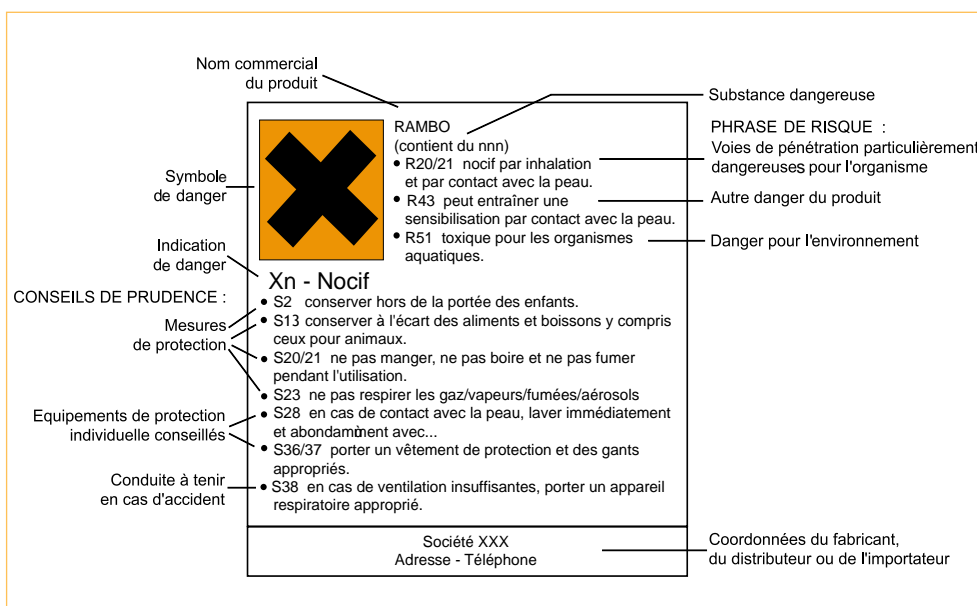 Nom commercial
du produit
Substance dangereuse
RAMBO
(contient du nnn)
PHRASE DE RISQUE :
Voies de pénétration particulièrement
dangereuses pour l'organisme
• R20/21 nocif par inhalation
et par contact avec la peau.
Symbole
de danger
• R43 peut entraîner une
sensibilisation par contact avec la peau.
Autre danger du produit
• R51 toxique pour les organismes
aquatiques.
Danger pour l'environnement
Indication
de danger
Xn - Nocif
CONSEILS DE PRUDENCE :
• S2 conserver hors de la portée des enfants.
Mesures
de protection
• S13 conserver à l'écart des aliments et boissons y compris
ceux pour animaux.
• S20/21 ne pas manger, ne pas boire et ne pas fumer
pendant l'utilisation.
• S23 ne pas respirer les gaz/vapeurs/fumées/aérosols
Equipements de protection
individuelle conseillés
• S28 en cas de contact avec la peau, laver immédiatement
et abondamment avec...
• S36/37 porter un vêtement de protection et des gants
appropriés.
Conduite à tenir
en cas d'accident
• S38 en cas de ventilation insuffisantes, porter un appareil
respiratoire approprié.
Société XXX
Adresse - Téléphone
Coordonnées du fabricant,
du distributeur ou de l'importateur